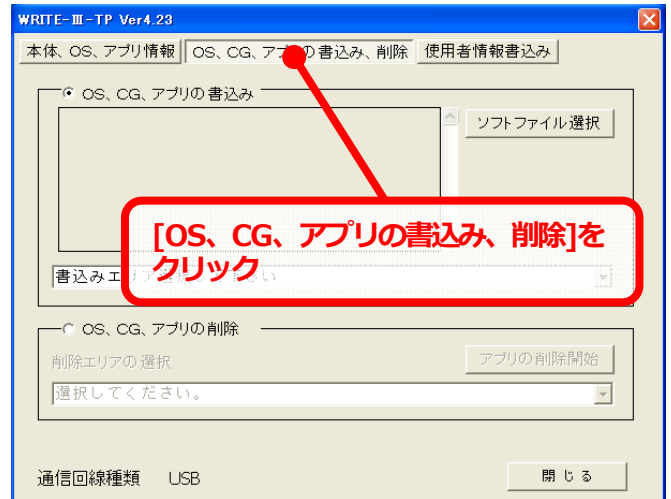 WRITE-Ⅲ-TP Ver4.23
本体、OS、アプリ情報 OS、CG、アプリの書込み、削除 使用者情報書込み
OS、CG、アプリの書込み
ソフトファイル選択
[OS、CG、アプリの書込み、削除]を
クリック
書込みエリア
OS、CG、アプリの削除
削除エリアの選択 アプリの削除開始
選択してください。
通信回線種類 USB 閉じる